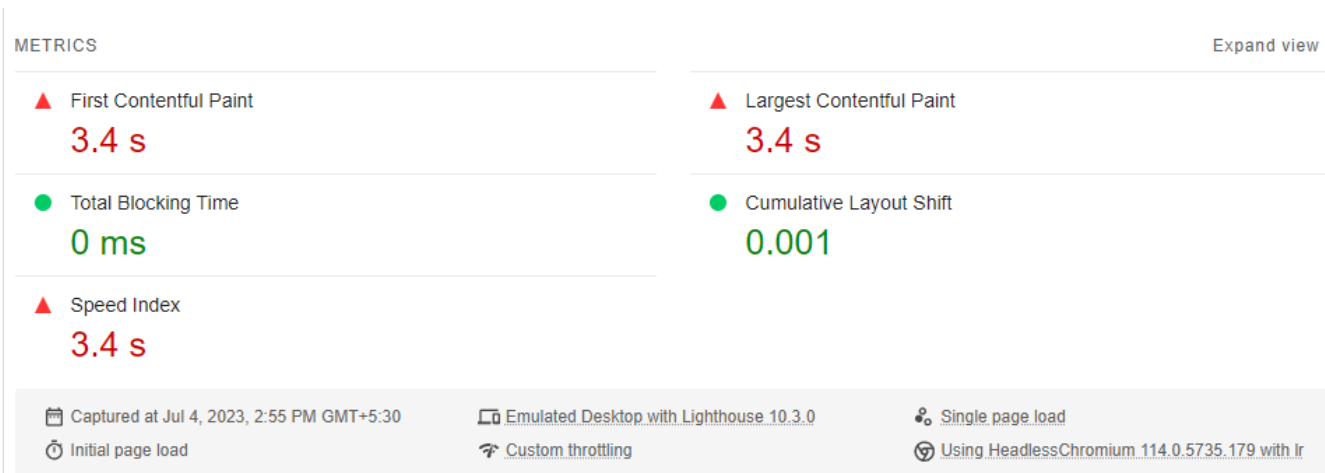 METRICS
Expand view
First Contentful Paint
3.4 s
Largest Contentful Paint
3.4 s
Total Blocking Time
0 ms
Cumulative Layout Shift
0.001
Speed Index
3.4 s
Captured at Jul 4, 2023, 2:55 PM GMT+5:30
Emulated Desktop with Lighthouse 10.3.0
Single page load
Initial page load
Custom throttling
Using HeadlessChromium 114.0.5735.179 with lr